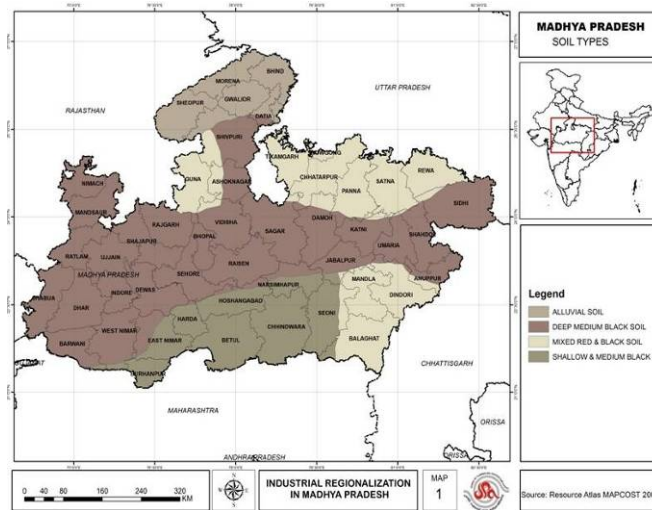 MADHYA PRADESH
SOIL TYPES
BHIND
MORENA
GWALIOR
SHEOPUR
DATIA
UTTAR PRADESH
RAJASTHAN
SHIVPURI
GUNA
ASHOKNAGAR
CHHATARPUR
PANNA
SATNA
REWA
NIMACH
MANDSAUR
SIDHI
RAJGARH
VIDISHA
SAGAR
DAMOH
KATNI
SHAHDOL
UMARIA
SHAJAPUR
BHOPAL
RATLAM
UJJAIN
RAISEN
JABALPUR
MADHYA PRADESH
SEHORE
ANUPPUR
MANDLA
INDORE
DEWAS
NARSIMHAPUR
DINDORI
HOSHANGABAD
DHAR
HARDA
SEONI
CHHINDWARA
WEST NIMAR
EAST NIMAR
BETUL
BALAGHAT
BARWANI
CHHATTISGARH
MAHARASHTRA
ORISSA
ANDHRA PRADESH
Legend
ALLUVIAL SOIL
DEEP MEDIUM BLACK SOIL
MIXED RED & BLACK SOIL
SHALLOW & MEDIUM BLACK
0 40 80 160 240 320
KM
N
INDUSTRIAL REGIONALIZATION
IN MADHYA PRADESH
MAP
1
Source: Resource Atlas MAPCOST 200